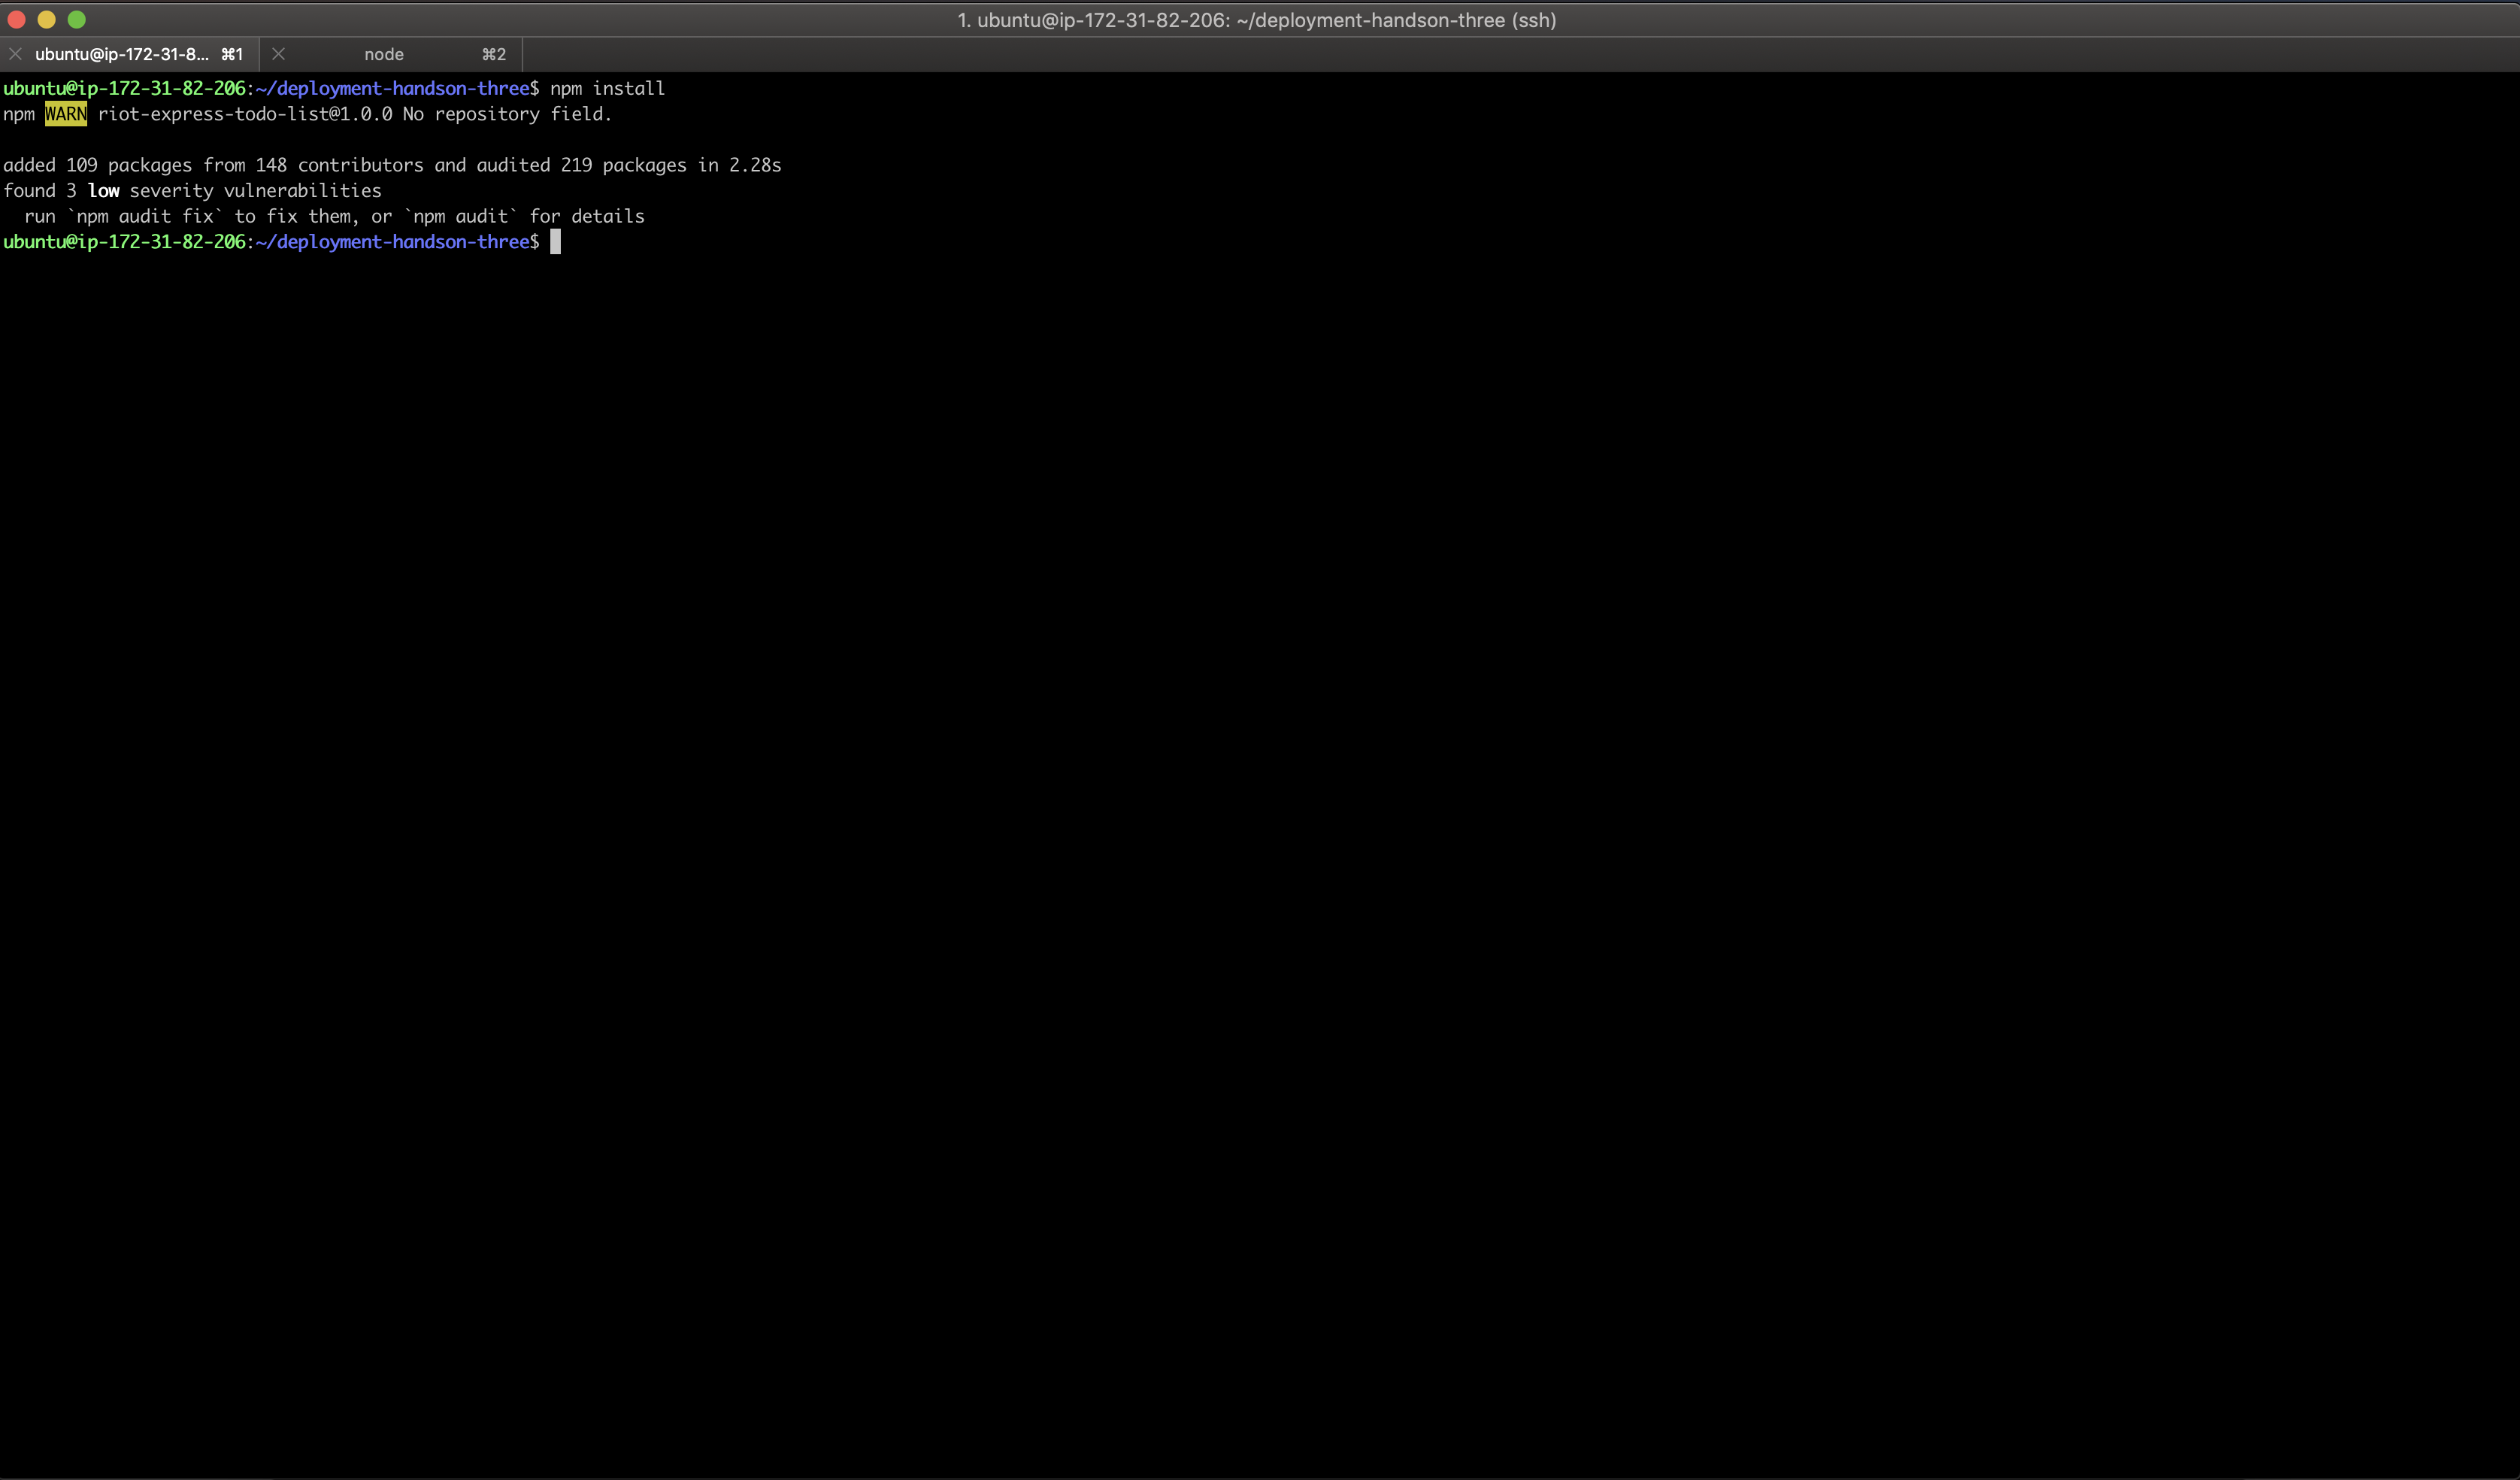 1. ubuntu@ip-172-31-82-206: ~/deployment-handson-three (ssh)
ubuntu@ip-172-31-8... ⌘1 node ⌘2
ubuntu@ip-172-31-82-206:~/deployment-handson-three$ npm install
npm WARN riot-express-todo-list@1.0.0 No repository field.
added 109 packages from 148 contributors and audited 219 packages in 2.28s
found 3 low severity vulnerabilities
run `npm audit fix` to fix them, or `npm audit` for details
ubuntu@ip-172-31-82-206:~/deployment-handson-three$